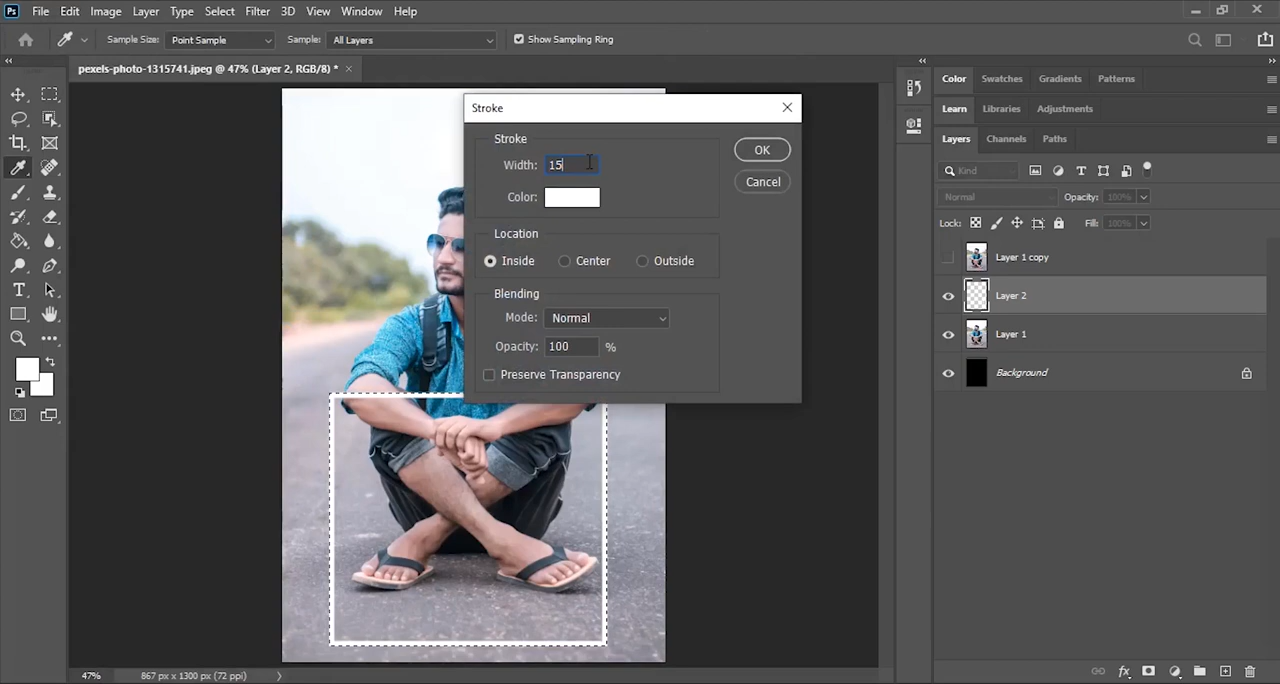 Ps File Edit Image Layer Type Select Filter 3D View Window Help
Sample Size: Point Sample Sample: All Layers Show Sampling Ring
pexels-photo-1315741.jpeg @ 47% (Layer 2, RGB/8) *
Stroke
Stroke
Width: 15
OK
Color:
Cancel
Location
Inside Center Outside
Blending
Mode: Normal
Opacity: 100 %
Preserve Transparency
Color Swatches Gradients Patterns
Learn Libraries Adjustments
Layers Channels Paths
Kind
Normal Opacity: 100%
Lock: Fill: 100%
Layer 1 copy
Layer 2
Layer 1
Background
47% 867 px x 1300 px (72 ppi)